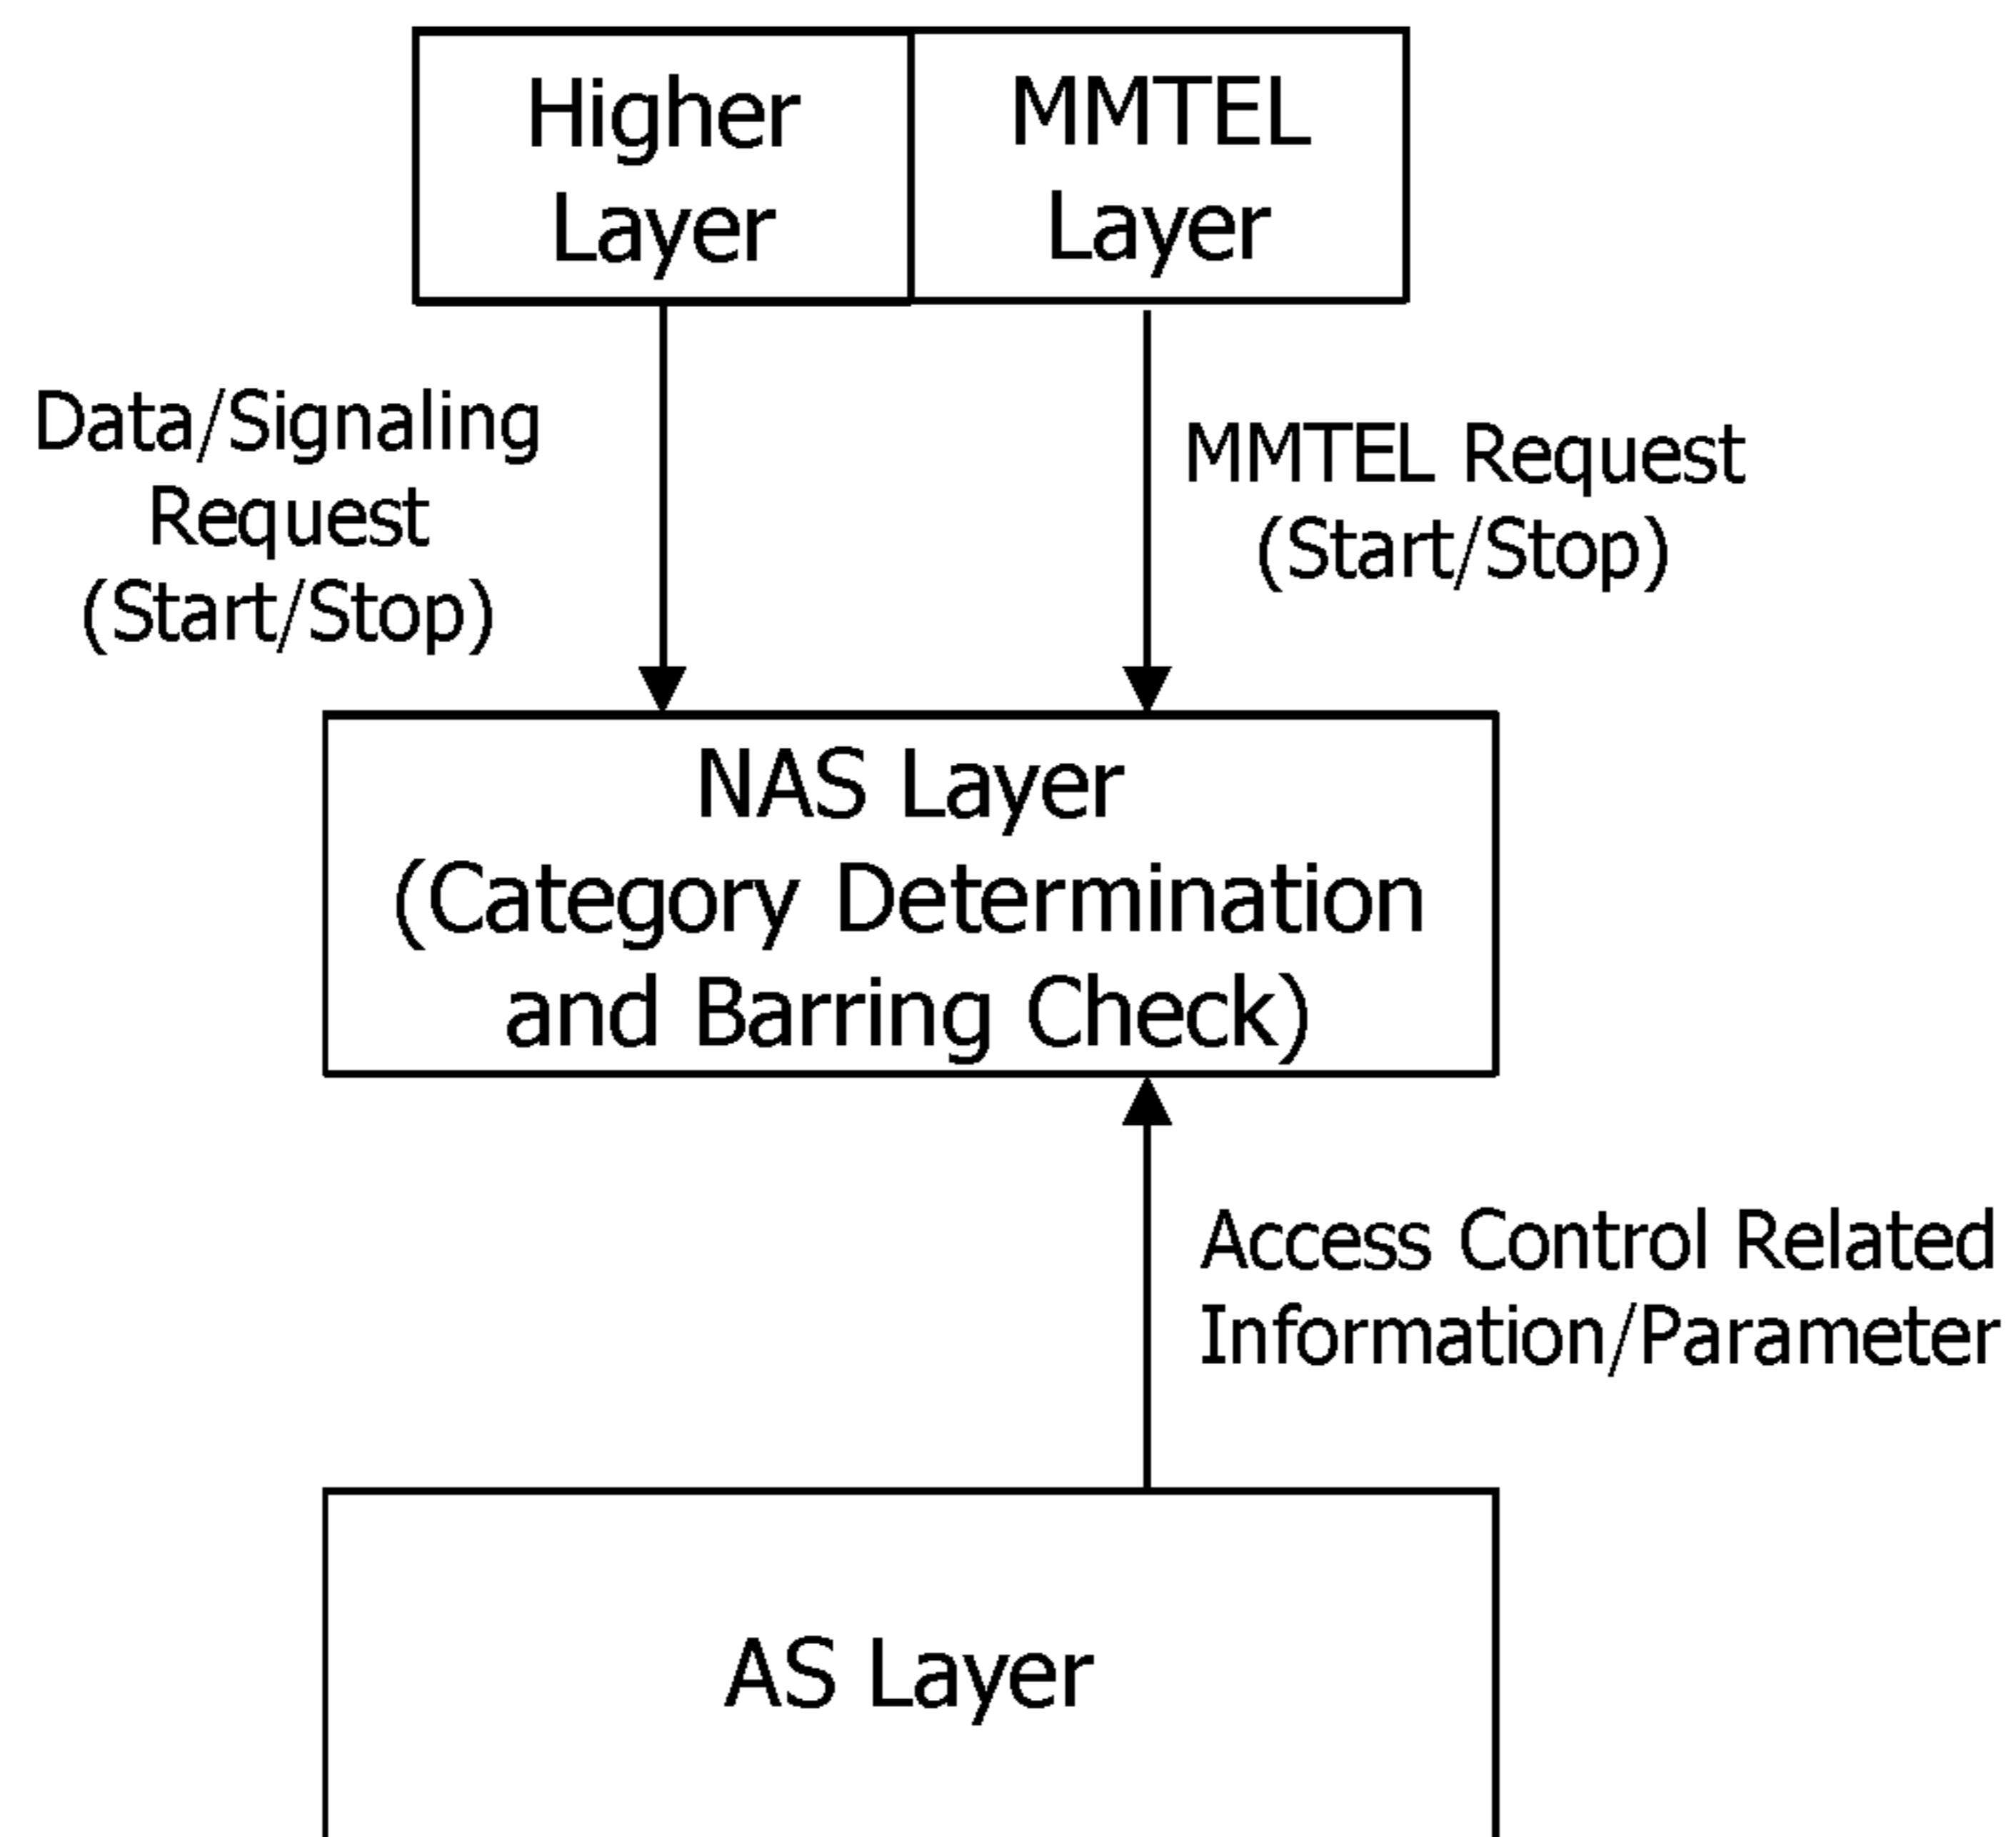 Higher
Layer
MMTEL
Layer
Data/Signaling
Request
(Start/Stop)
MMTEL Request
(Start/Stop)
NAS Layer
(Category Determination
and Barring Check)
Access Control Related
Information/Parameter
AS Layer